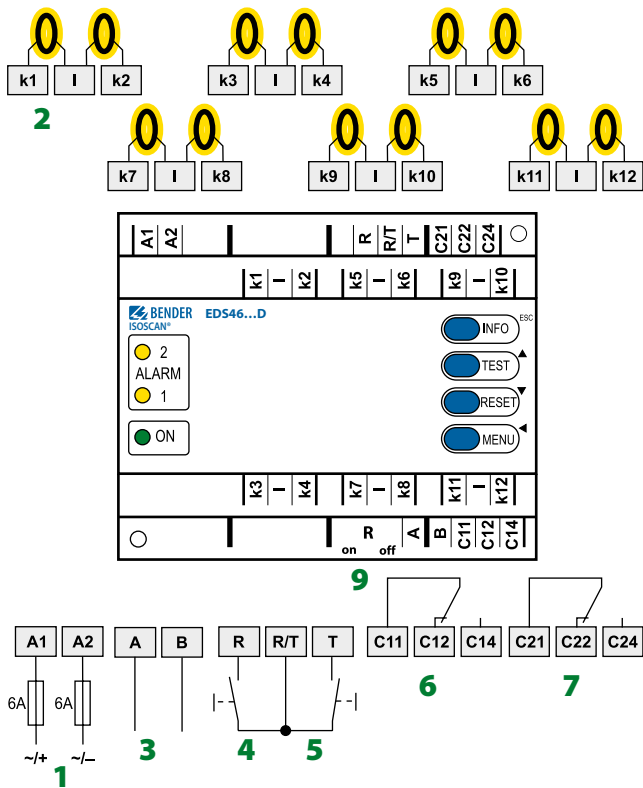 k1 I k2 k3 I k4 k5 I k6
2
k7 I k8 k9 I k10 k11 I k12
A1 A2 R R/T T C21 C22 C24
k1 I k2 k5 I k6 k9 I k10
BENDER EDS46...D
ISOSCAN®
INFO ESC
2
TEST
ALARM
1
RESET
ON
MENU
k3 I k4 k7 I k8 k11 I k12
R A B C11 C12 C14
on off
9
A1 A2 A B R R/T T C11 C12 C14 C21 C22 C24
6 7
6A 6A
3 4 5
~/+ ~/–
1